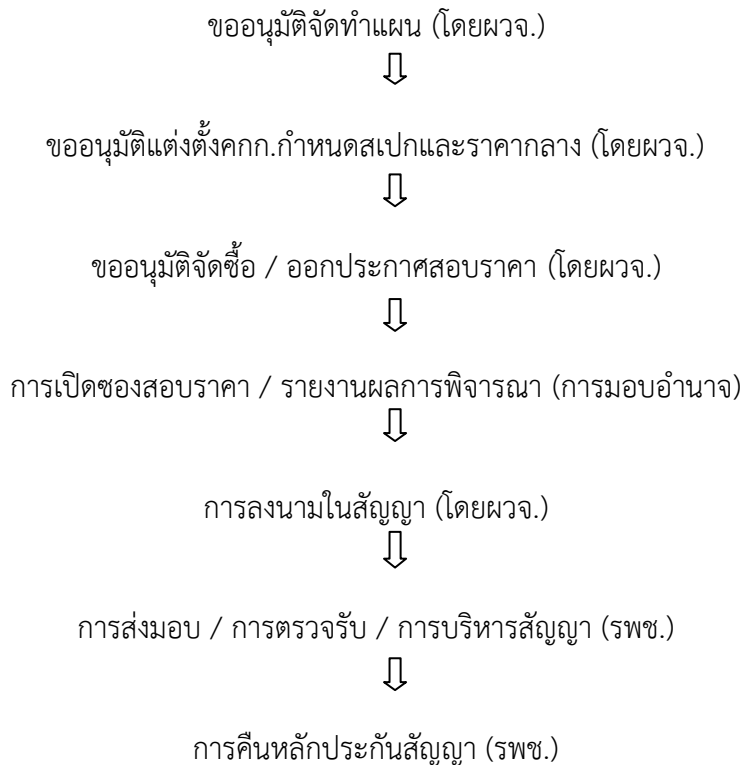 ขออนุมัติจัดทำแผน (โดยผวจ.)
ขออนุมัติแต่งตั้งคกก.กำหนดสเปกและราคากลาง (โดยผวจ.)
ขออนุมัติจัดซื้อ / ออกประกาศสอบราคา (โดยผวจ.)
การเปิดซองสอบราคา / รายงานผลการพิจารณา (การมอบอำนาจ)
การลงนามในสัญญา (โดยผวจ.)
การส่งมอบ / การตรวจรับ / การบริหารสัญญา (รพช.)
การคืนหลักประกันสัญญา (รพช.)